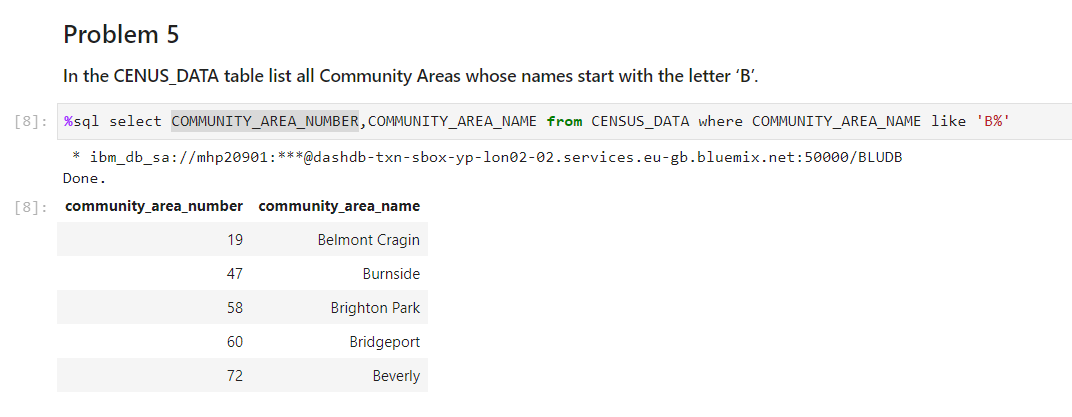 Problem 5
In the CENUS_DATA table list all Community Areas whose names start with the letter ‘B’.
[8]: %sql select COMMUNITY_AREA_NUMBER,COMMUNITY_AREA_NAME from CENSUS_DATA where COMMUNITY_AREA_NAME like 'B%'
* ibm_db_sa://mhp20901:***@dashdb-txn-sbox-yp-lon02-02.services.eu-gb.bluemix.net:50000/BLUDB
Done.
[8]: community_area_number community_area_name
19 Belmont Cragin
47 Burnside
58 Brighton Park
60 Bridgeport
72 Beverly